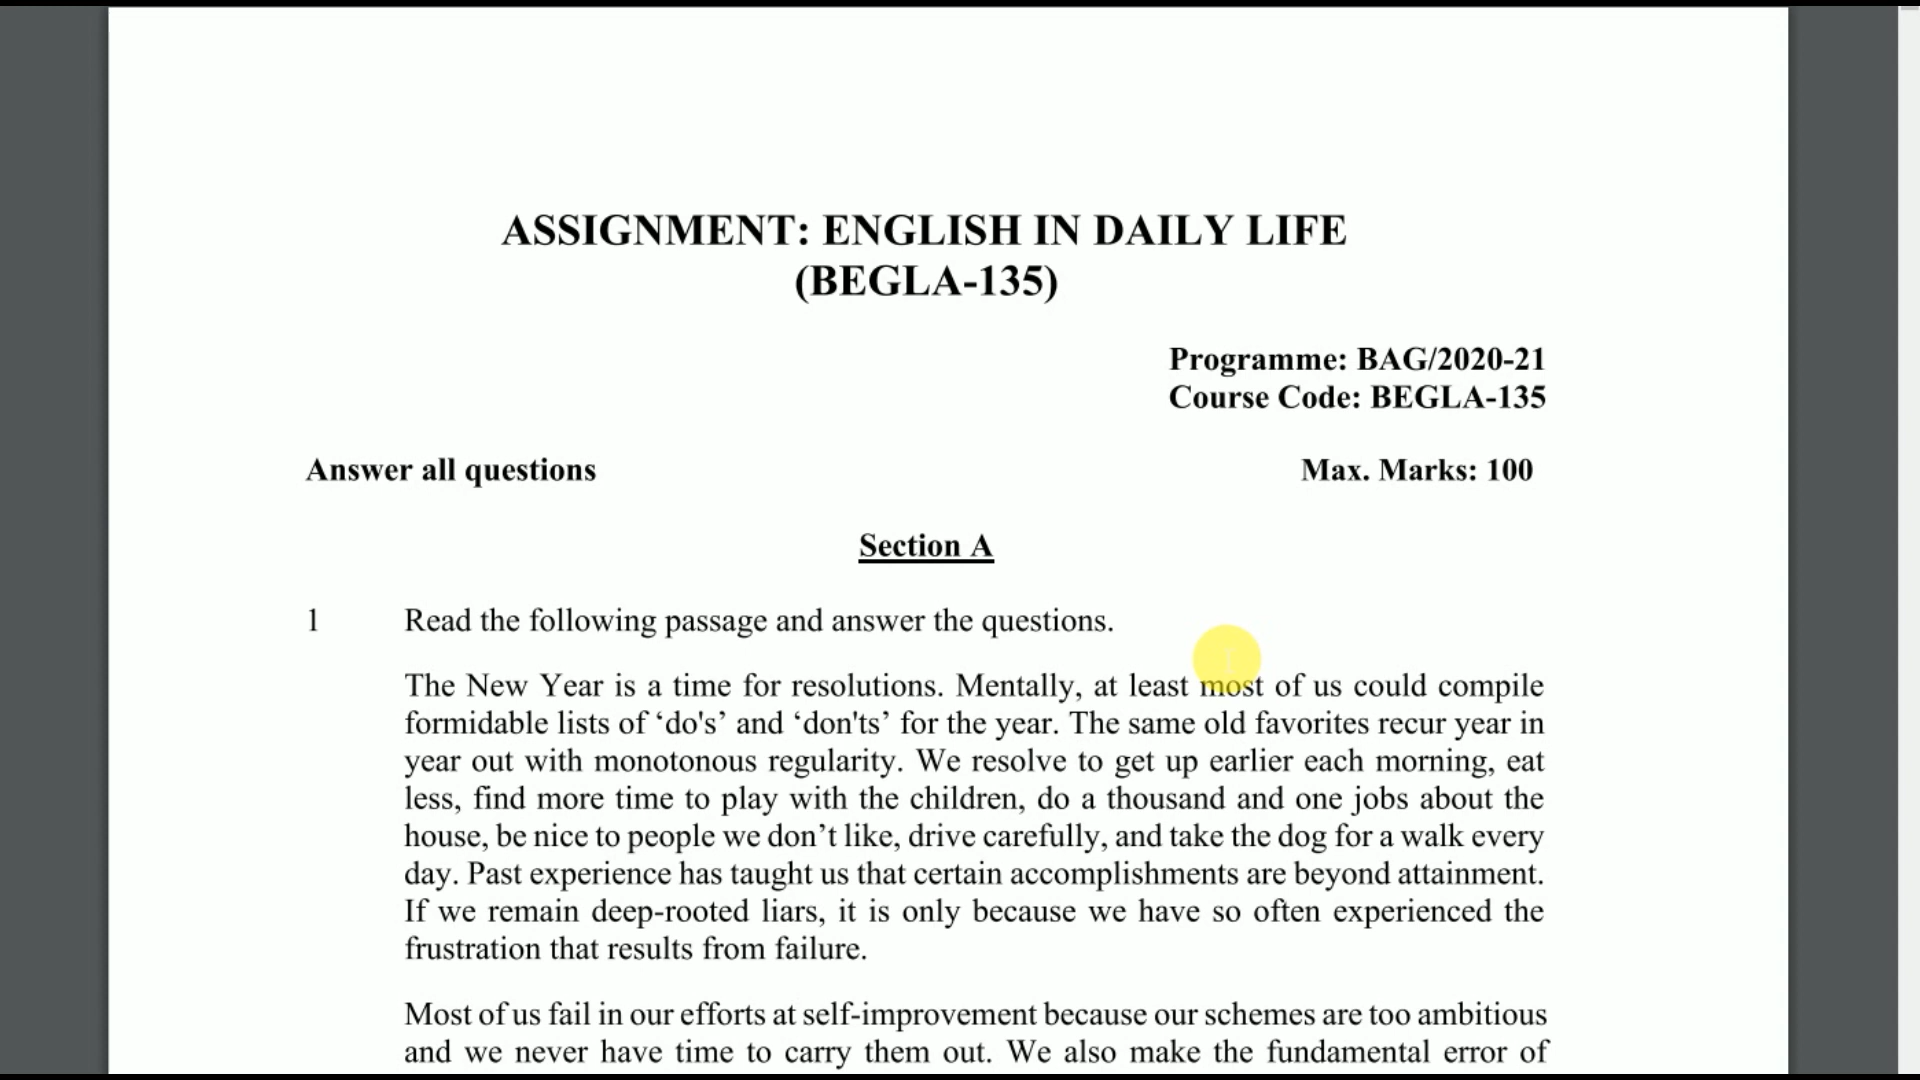 ASSIGNMENT: ENGLISH IN DAILY LIFE
(BEGLA-135)
Programme: BAG/2020-21
Course Code: BEGLA-135
Answer all questions Max. Marks: 100
Section A
1 Read the following passage and answer the questions.
The New Year is a time for resolutions. Mentally, at least most of us could compile
formidable lists of ‘do's’ and ‘don'ts’ for the year. The same old favorites recur year in
year out with monotonous regularity. We resolve to get up earlier each morning, eat
less, find more time to play with the children, do a thousand and one jobs about the
house, be nice to people we don’t like, drive carefully, and take the dog for a walk every
day. Past experience has taught us that certain accomplishments are beyond attainment.
If we remain deep-rooted liars, it is only because we have so often experienced the
frustration that results from failure.
Most of us fail in our efforts at self-improvement because our schemes are too ambitious
and we never have time to carry them out. We also make the fundamental error of